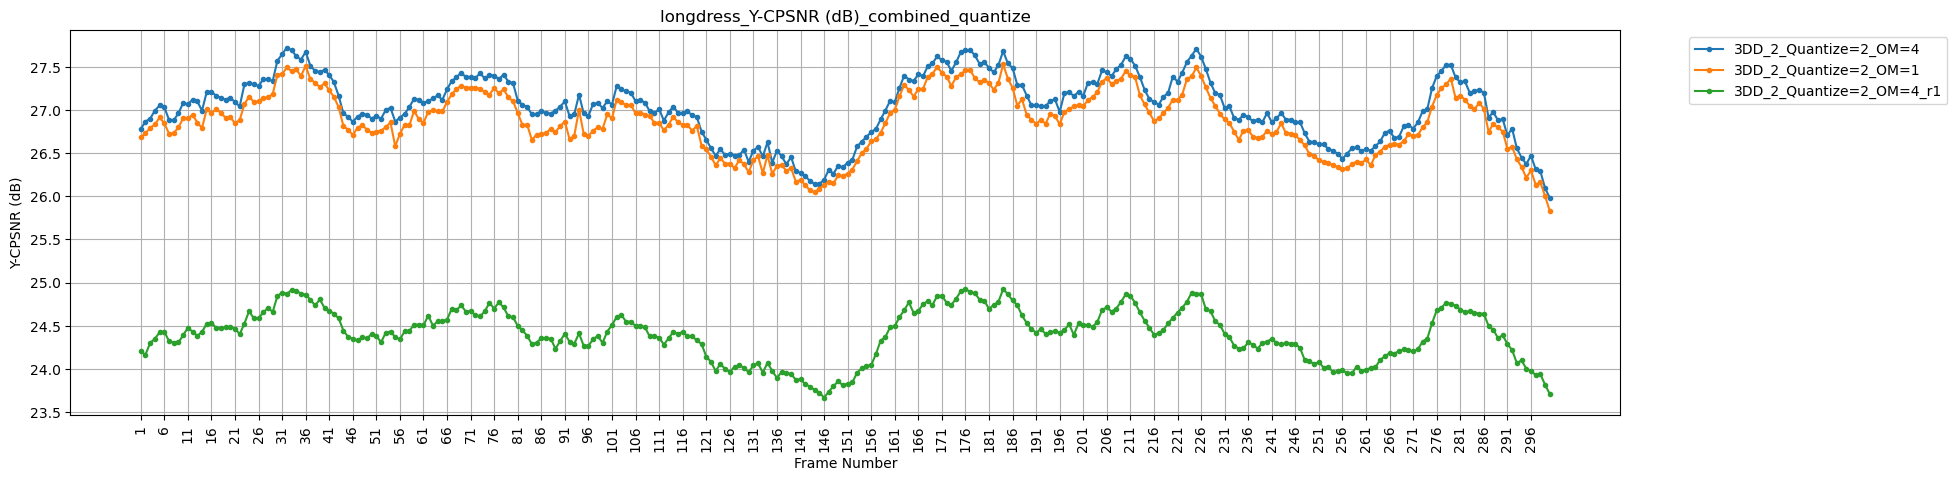 longdress_Y-CPSNR (dB)_combined_quantize
3DD_2_Quantize=2_OM=4
3DD_2_Quantize=2_OM=1
3DD_2_Quantize=2_OM=4_r1
Y-CPSNR (dB)
27.5
27.0
26.5
26.0
25.5
25.0
24.5
24.0
23.5
1 6 11 16 21 26 31 36 41 46 51 56 61 66 71 76 81 86 91 96 101 106 111 116 121 126 131 136 141 146 151 156 161 166 171 176 181 186 191 196 201 206 211 216 221 226 231 236 241 246 251 256 261 266 271 276 281 286 291 296
Frame Number